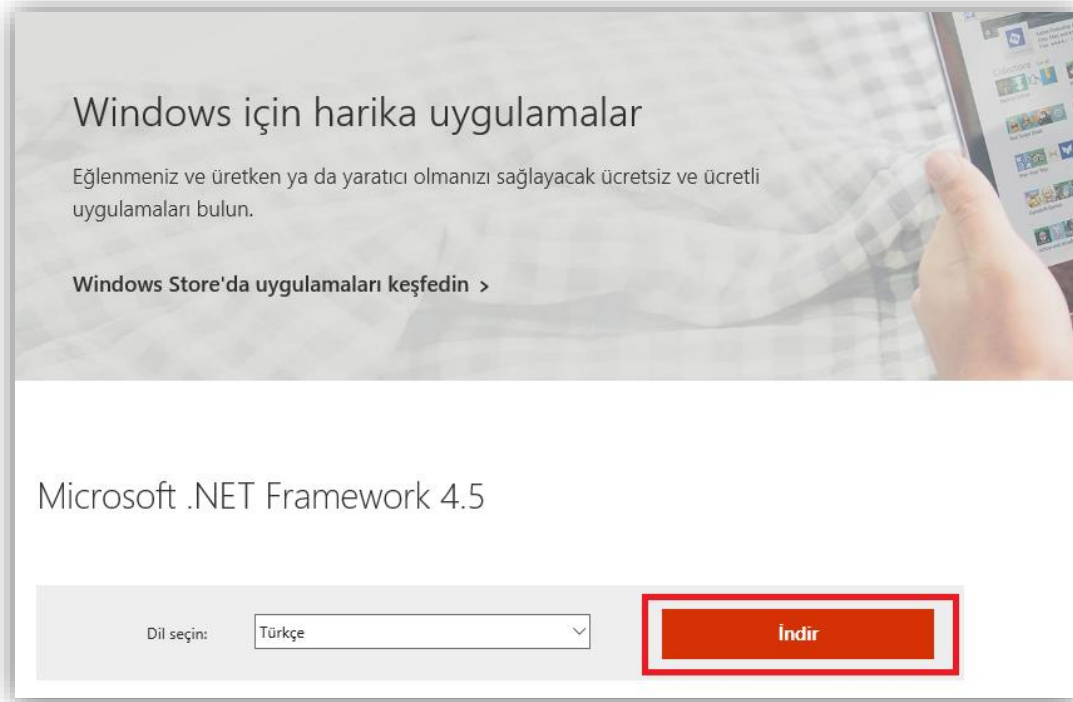 Windows için harika uygulamalar
Eğlenmeniz ve üretken ya da yaratıcı olmanızı sağlayacak ücretsiz ve ücretli
uygulamaları bulun.
Windows Store'da uygulamaları keşfedin >
Microsoft .NET Framework 4.5
Dil seçin:
Türkçe
İndir